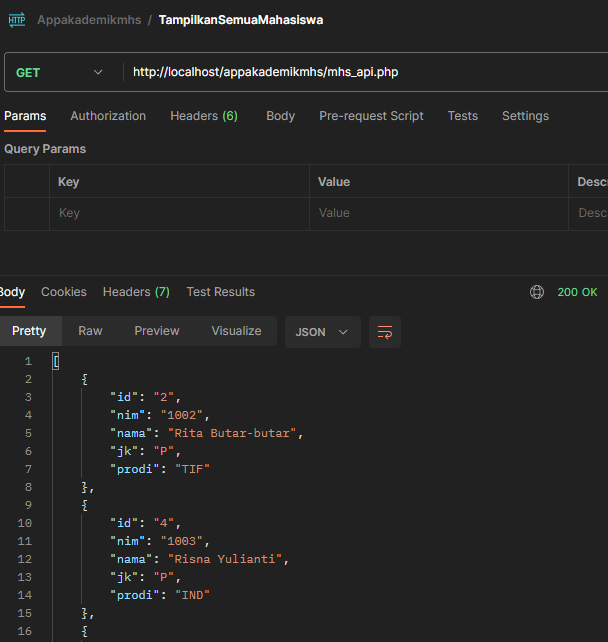 HTTP Appakademikmhs / TampilkanSemuaMahasiswa
GET http://localhost/appakademikmhs/mhs_api.php
Params Authorization Headers (6) Body Pre-request Script Tests Settings
Query Params
Key Value Descr
Key Value Desc
Body Cookies Headers (7) Test Results 200 OK
Pretty Raw Preview Visualize JSON
1 [
2 {
3 "id": "2",
4 "nim": "1002",
5 "nama": "Rita Butar-butar",
6 "jk": "P",
7 "prodi": "TIF"
8 },
9 {
10 "id": "4",
11 "nim": "1003",
12 "nama": "Risna Yulianti",
13 "jk": "P",
14 "prodi": "IND"
15 },
16 {